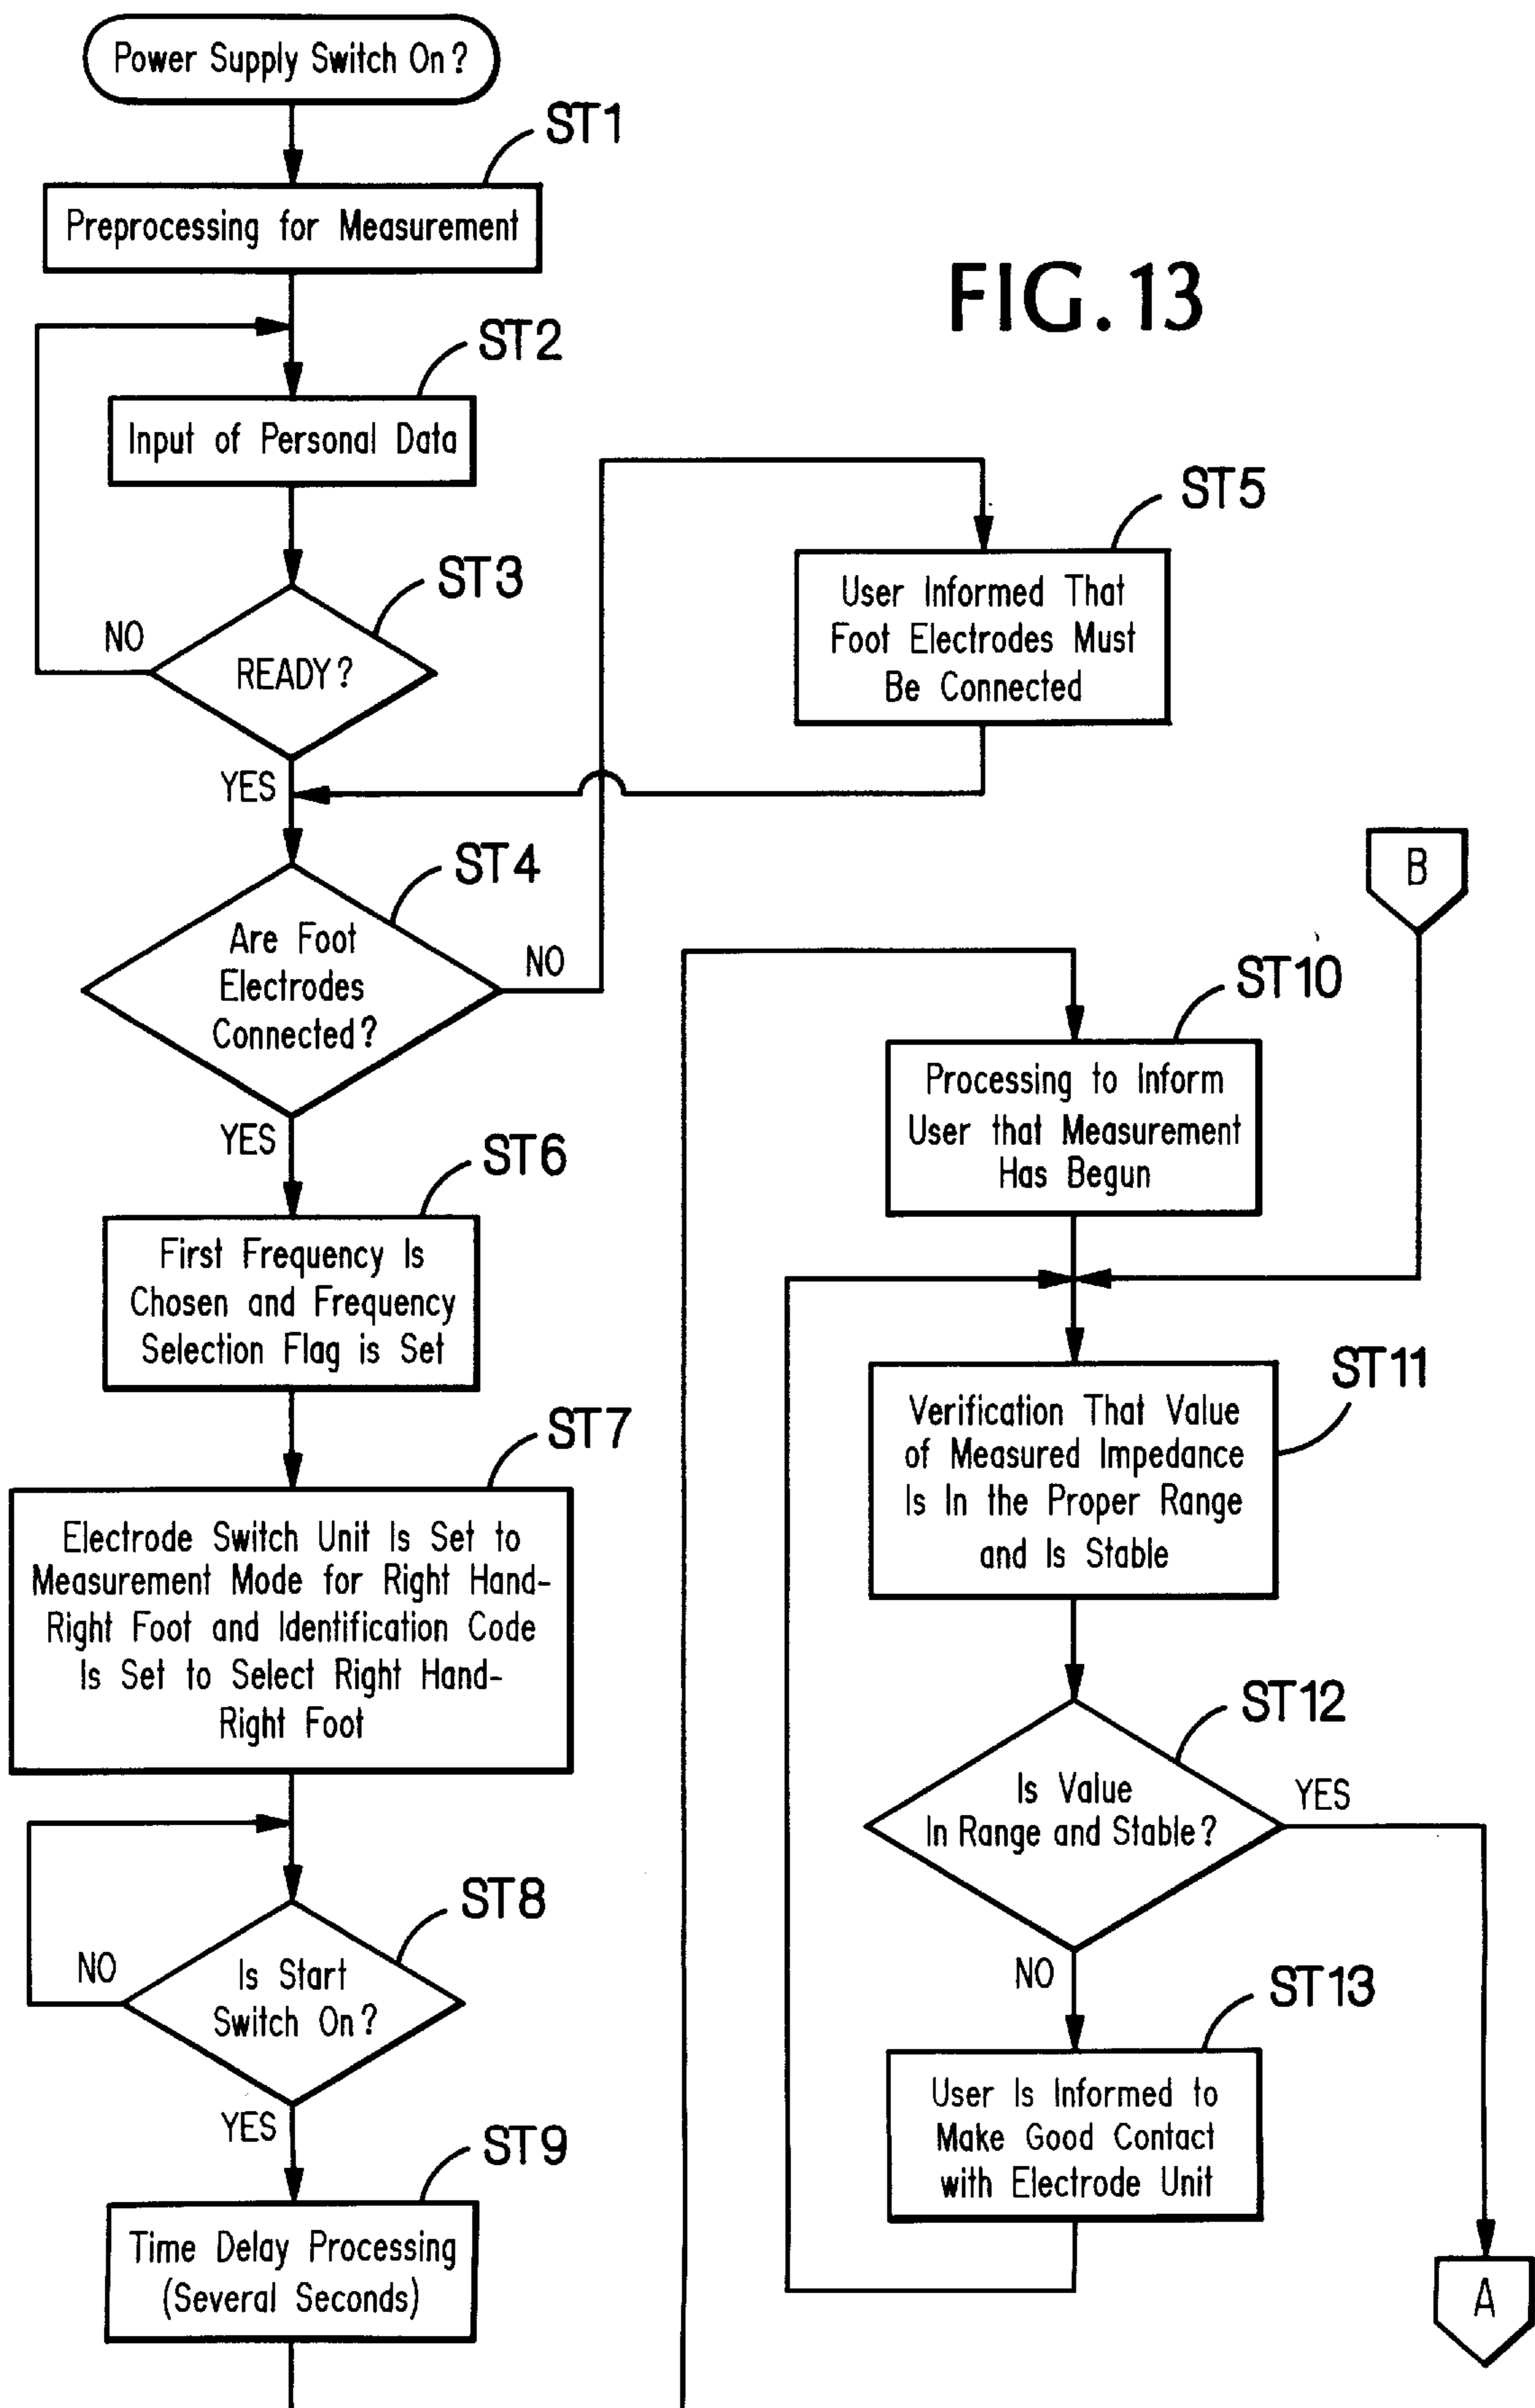 Power Supply Switch On?
ST1
Preprocessing for Measurement
FIG. 13
ST2
Input of Personal Data
ST3
NO
READY?
YES
ST5
User Informed That
Foot Electrodes Must
Be Connected
ST4
Are Foot
Electrodes
Connected?
NO
YES
ST6
First Frequency Is
Chosen and Frequency
Selection Flag is Set
ST7
Electrode Switch Unit Is Set to
Measurement Mode for Right Hand-
Right Foot and Identification Code
Is Set to Select Right Hand-
Right Foot
ST8
NO
Is Start
Switch On?
YES
ST9
Time Delay Processing
(Several Seconds)
B
ST10
Processing to Inform
User that Measurement
Has Begun
ST11
Verification That Value
of Measured Impedance
Is In the Proper Range
and Is Stable
ST12
Is Value
In Range and Stable?
YES
NO
ST13
User Is Informed to
Make Good Contact
with Electrode Unit
A